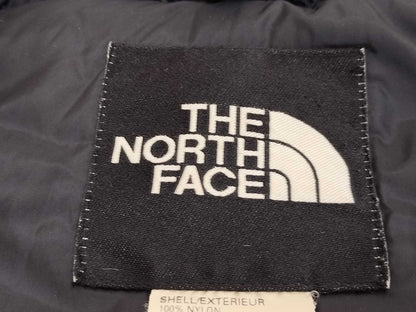 THE
NORTH
FACE
SHELL/EXTERIEUR
100% NYLON